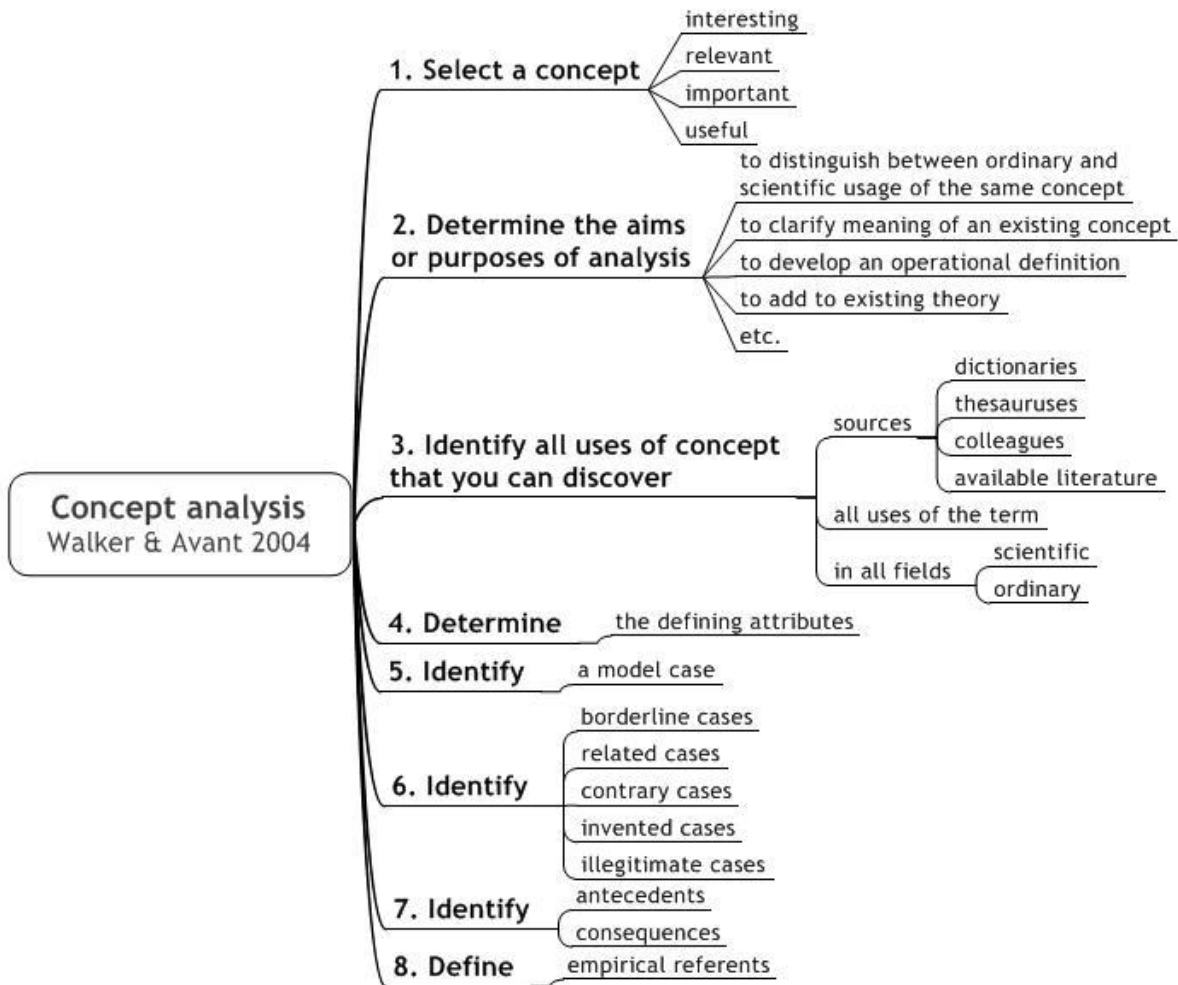 Concept analysis
Walker & Avant 2004
1. Select a concept
interesting
relevant
important
useful
2. Determine the aims
or purposes of analysis
to distinguish between ordinary and
scientific usage of the same concept
to clarify meaning of an existing concept
to develop an operational definition
to add to existing theory
etc.
3. Identify all uses of concept
that you can discover
sources
dictionaries
thesauruses
colleagues
available literature
all uses of the term
in all fields
scientific
ordinary
4. Determine
the defining attributes
5. Identify
a model case
6. Identify
borderline cases
related cases
contrary cases
invented cases
illegitimate cases
7. Identify
antecedents
consequences
8. Define
empirical referents